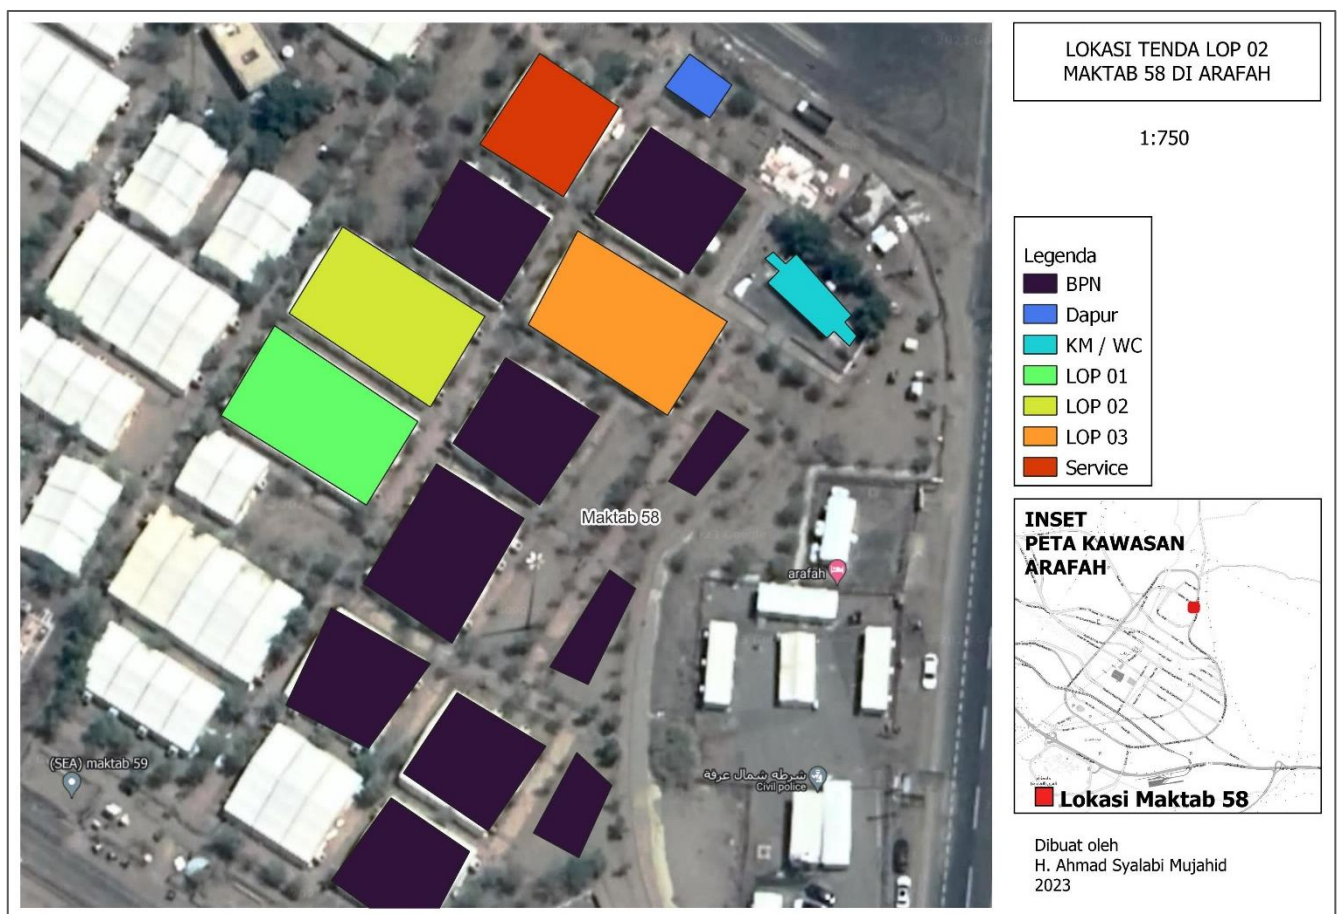 LOKASI TENDA LOP 02
MAKTAB 58 DI ARAFAH
1:750
Legenda
BPN
Dapur
KM / WC
LOP 01
LOP 02
LOP 03
Service
Maktab 58
arafah
(SEA) maktab 59
شرطة شمال عرفة
Civil police
INSET
PETA KAWASAN
ARAFAH
Lokasi Maktab 58
Dibuat oleh
H. Ahmad Syalabi Mujahid
2023